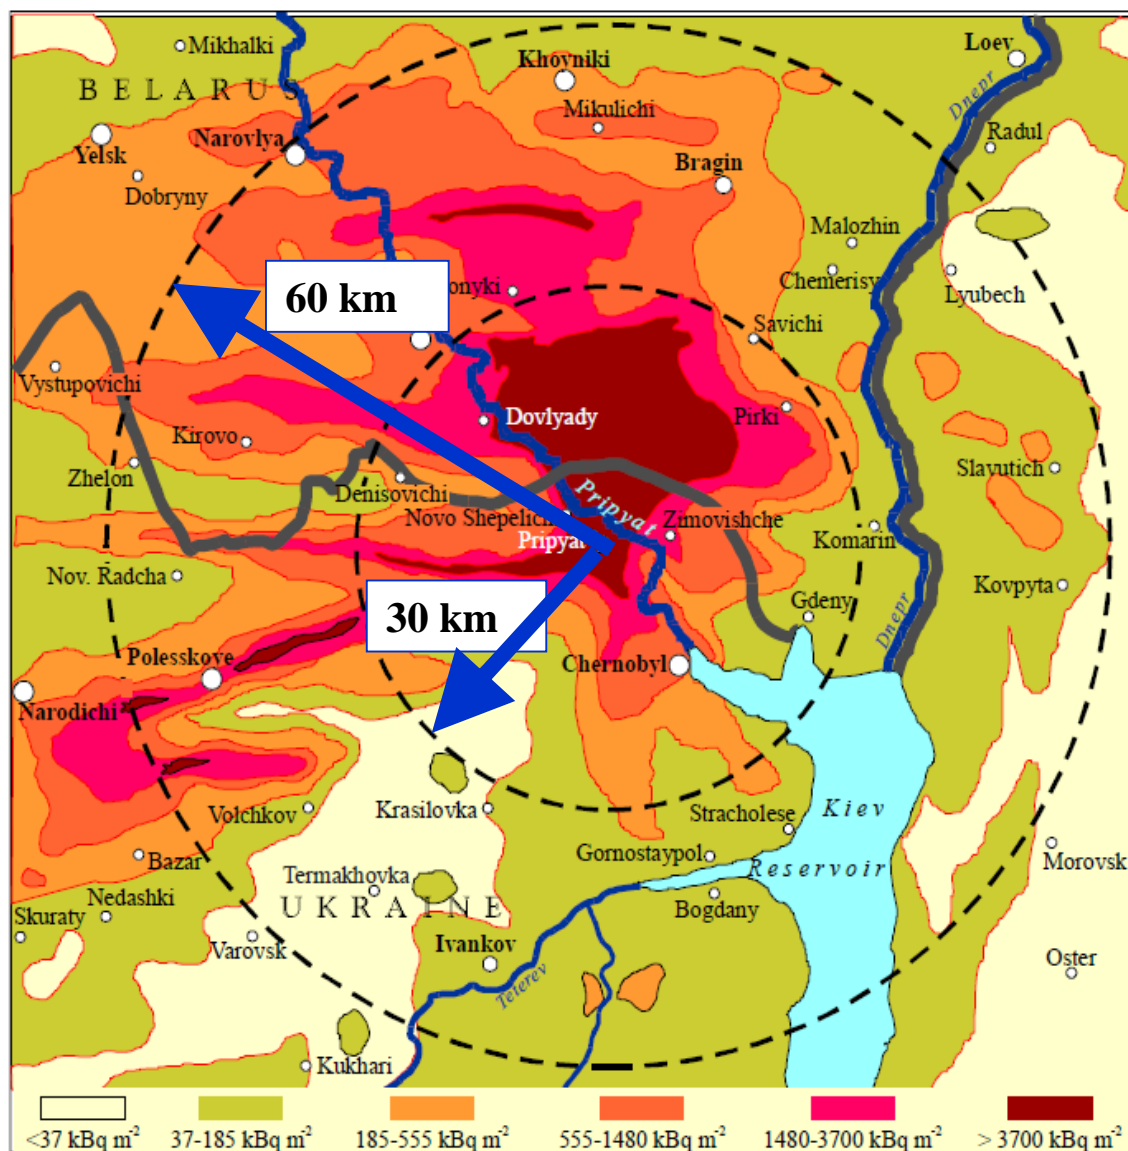 Mikhalki
Khovniki
Loev
BELARUS
Dnepr
Mikulichi
Yelsk
Narovlya
Radul
Bragin
Dobryny
Malozhin
60 km
onyki
Chemerisy
Lyubech
Savichi
Vystupovichi
Dovlyady
Pirki
Kirovo
Zhelon
Slavutich
Denisovichi
Pripyat
Novo Shepelich
Zimovishche
Pripyat
Komarin
Nov. Radcha
Kovpyta
30 km
Gdeny
Dnepr
Polesskoye
Chernobyl
Narodichi
Volchkov
Krasilovka
Stracholese
Kiev
Reservoir
Bazar
Gornostaypol
Morovsk
Termakhovka
Nedashki
UKRAINE
Bogdany
Skuraty
Varovsk
Ivankov
Teterev
Oster
Kukhari
<37 kBq m⁻² 37-185 kBq m⁻² 185-555 kBq m⁻² 555-1480 kBq m⁻² 1480-3700 kBq m⁻² > 3700 kBq m⁻²